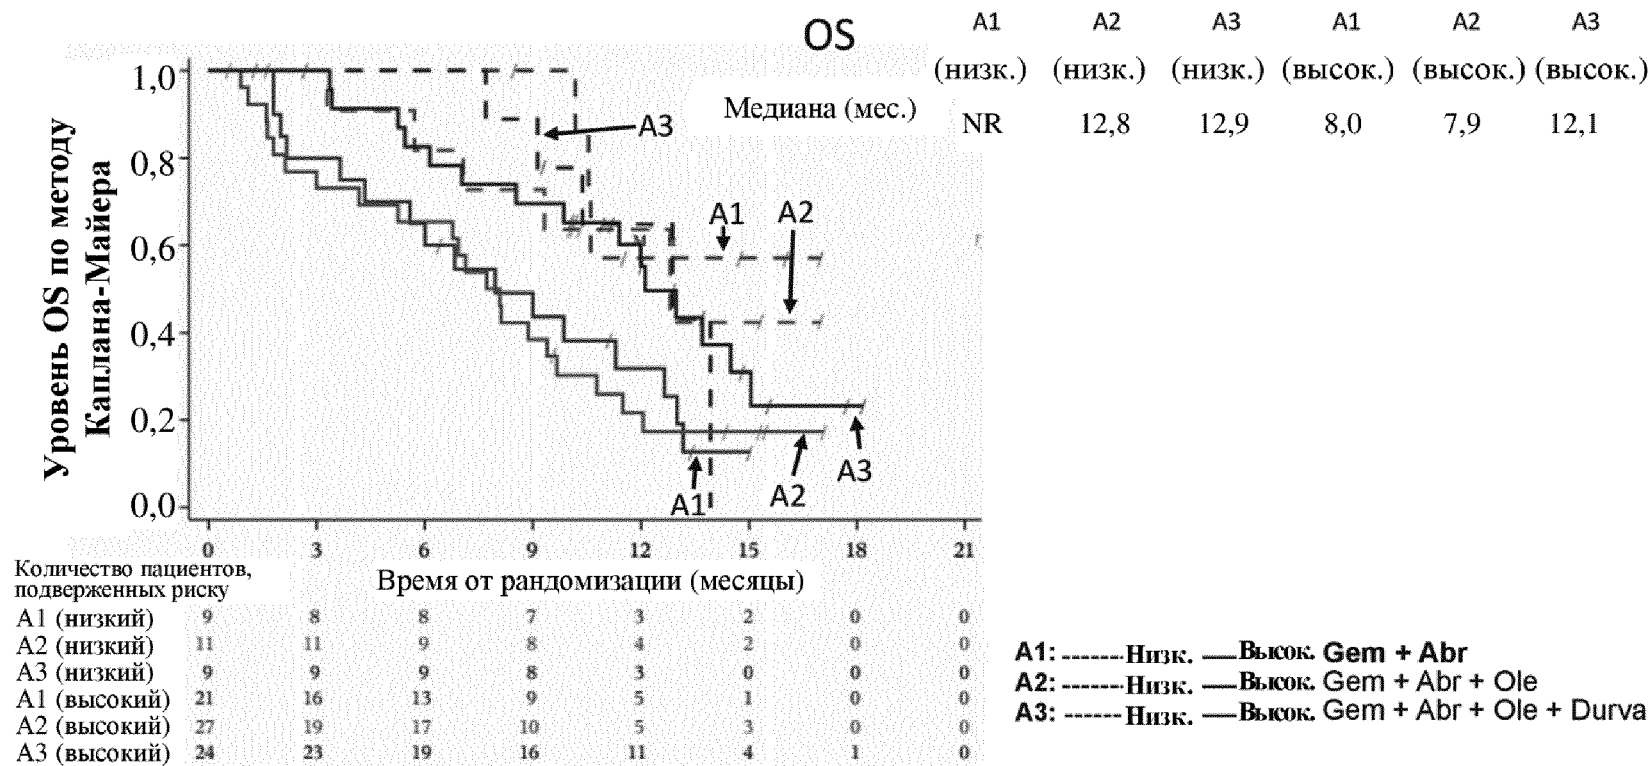 OS
A1 A2 A3 A1 A2 A3
(низк.) (низк.) (низк.) (высок.) (высок.) (высок.)
Медиана (мес.) NR 12,8 12,9 8,0 7,9 12,1
Уровень OS по методу
Каплана-Майера
1,0
0,8
0,6
0,4
0,2
0,0
A3
A1 A2
A1 A2 A3
0 3 6 9 12 15 18 21
Время от рандомизации (месяцы)
Количество пациентов,
подверженных риску
A1 (низкий) 9 8 8 7 3 2 0 0
A2 (низкий) 11 11 9 8 4 2 0 0
A3 (низкий) 9 9 9 8 3 0 0 0
A1 (высокий) 21 16 13 9 5 1 0 0
A2 (высокий) 27 19 17 10 5 3 0 0
A3 (высокий) 24 23 19 16 11 4 1 0
A1: ------ Низк. — Высок. Gem + Abr
A2: ------ Низк. — Высок. Gem + Abr + Ole
A3: ------ Низк. — Высок. Gem + Abr + Ole + Durva